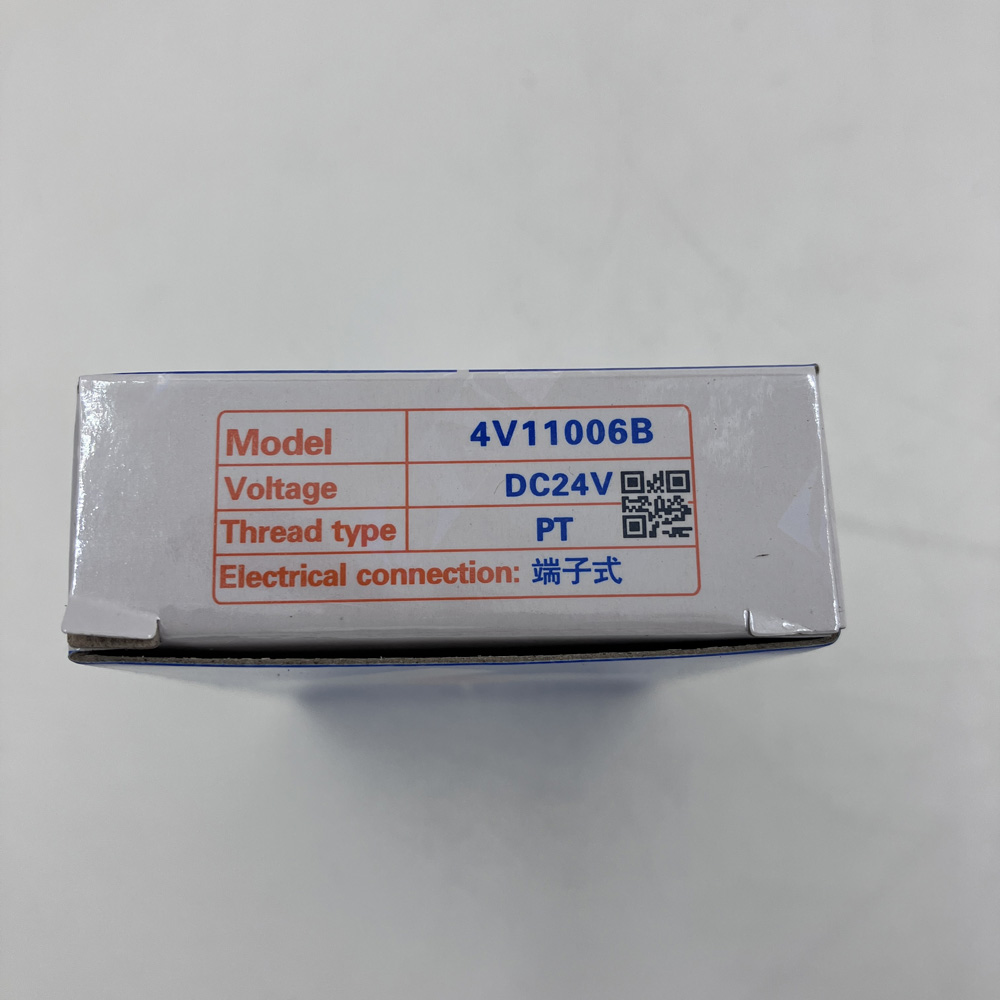 Model 4V11006B
Voltage DC24V
Thread type PT
Electrical connection: 端子式